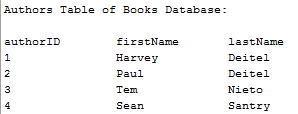 Authors Table of Books Database:
authorID firstName lastName
1 Harvey Deitel
2 Paul Deitel
3 Tem Nieto
4 Sean Santry